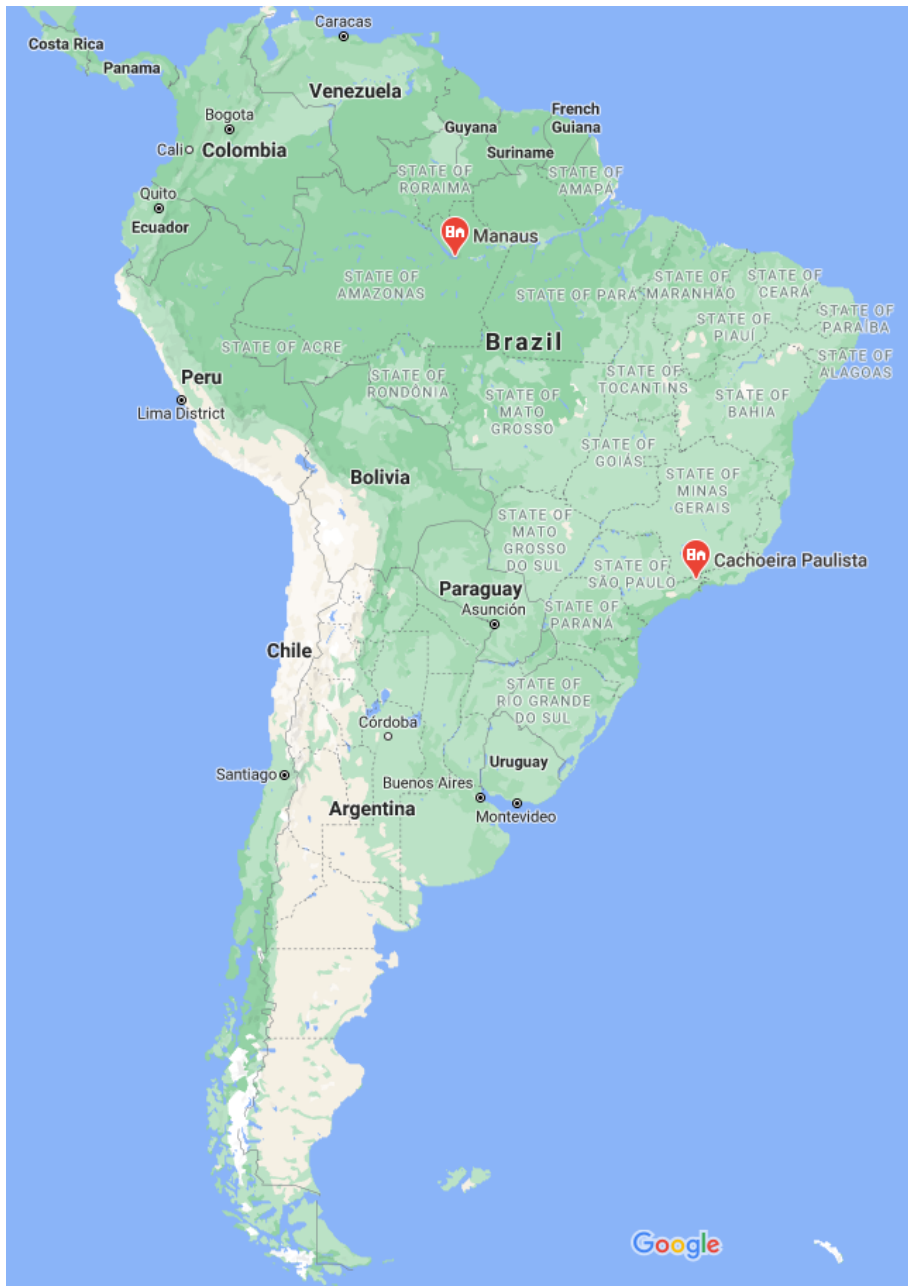 Caracas
Costa Rica
Panama
Venezuela
Bogota
Guyana
French
Guiana
Cali
Colombia
Suriname
STATE OF
RORAIMA
STATE OF
AMAPÁ
Quito
Ecuador
Manaus
STATE OF
AMAZONAS
STATE OF PARÁ
STATE OF
MARANHÃO
STATE OF
CEARÁ
STATE OF
PIAUÍ
STATE OF
PARAÍBA
STATE OF ACRE
Brazil
STATE OF
ALAGOAS
Peru
STATE OF
RONDÔNIA
STATE OF
TOCANTINS
Lima District
STATE OF
MATO
GROSSO
STATE OF
BAHIA
STATE OF
GOIÁS
Bolivia
STATE OF
MINAS
GERAIS
STATE OF
MATO
GROSSO
DO SUL
Cachoeira Paulista
STATE OF
SÃO PAULO
Paraguay
Asunción
STATE OF
PARANÁ
Chile
STATE OF
RIO GRANDE
DO SUL
Córdoba
Uruguay
Santiago
Buenos Aires
Argentina
Montevideo
Google